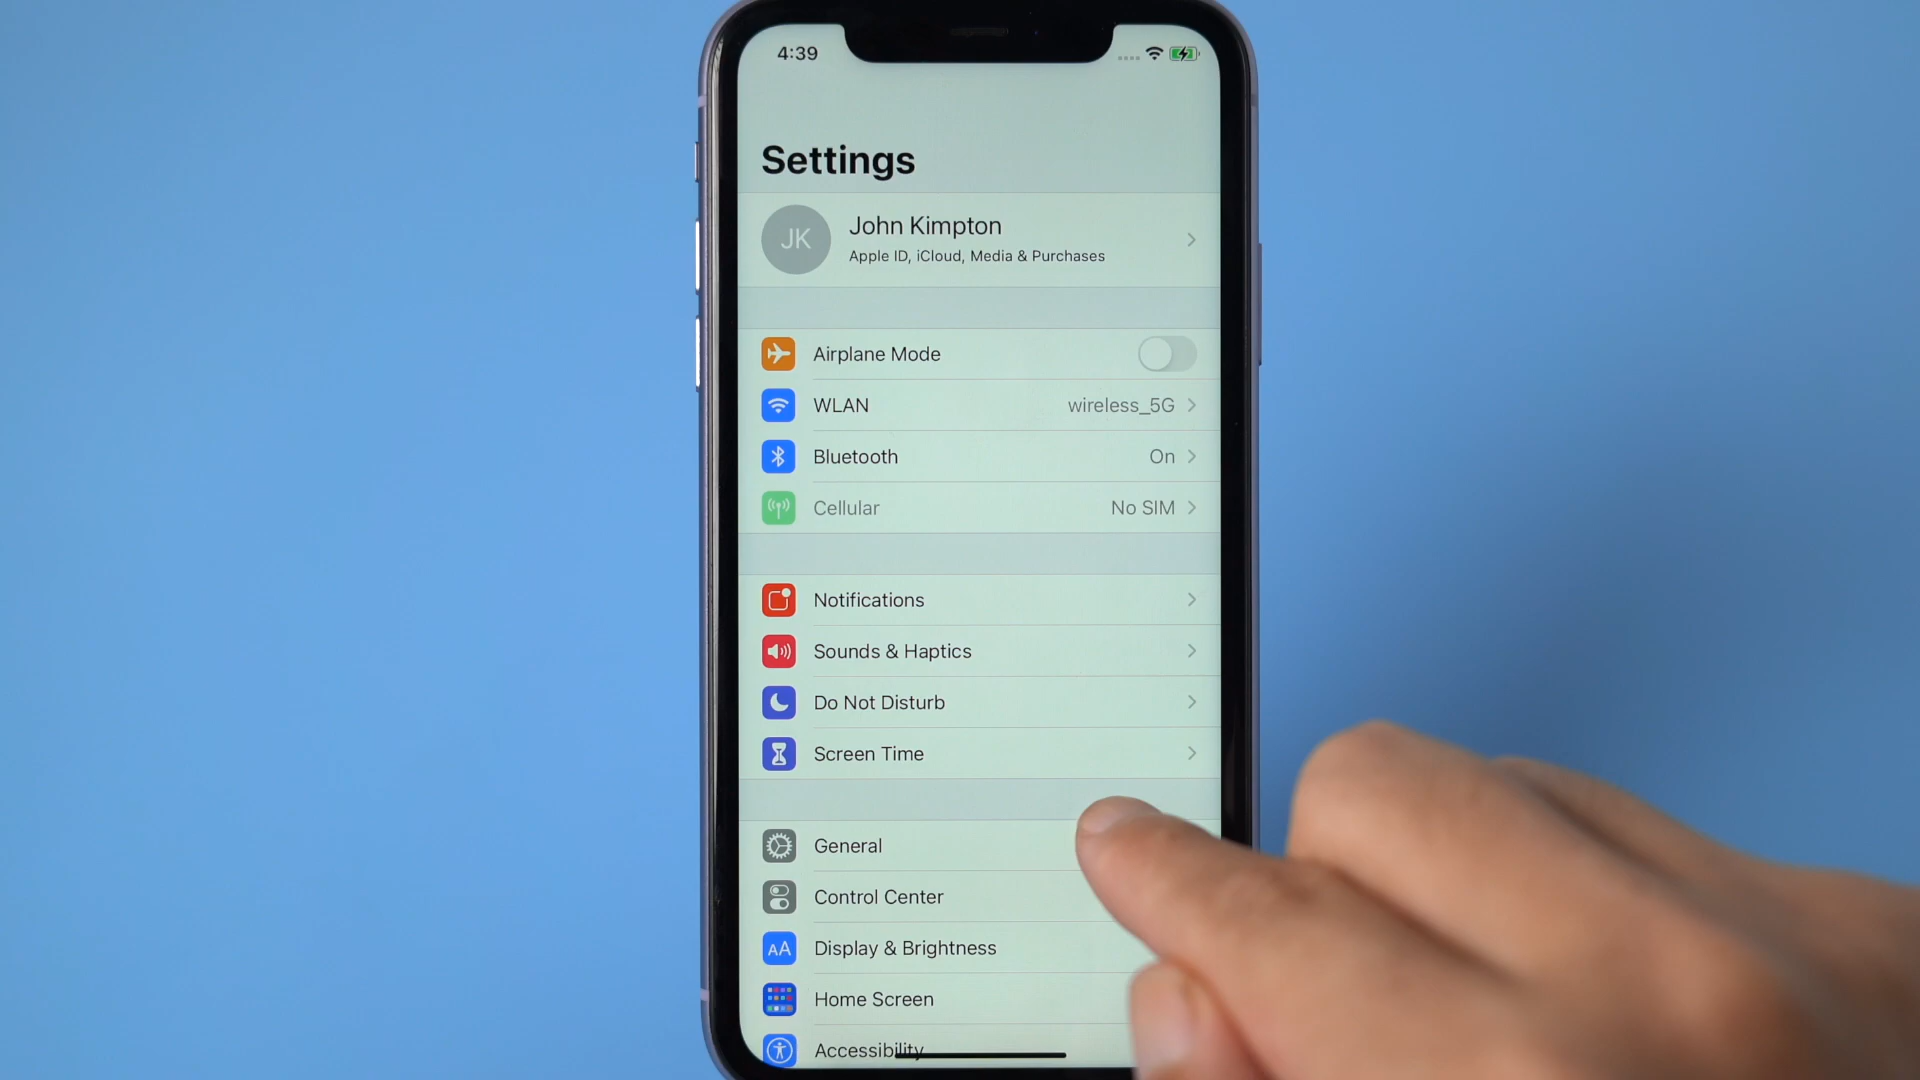 4:39
Settings
JK
John Kimpton
Apple ID, iCloud, Media & Purchases
Airplane Mode
WLAN wireless_5G
Bluetooth On
Cellular No SIM
Notifications
Sounds & Haptics
Do Not Disturb
Screen Time
General
Control Center
AA Display & Brightness
Home Screen
Accessibility